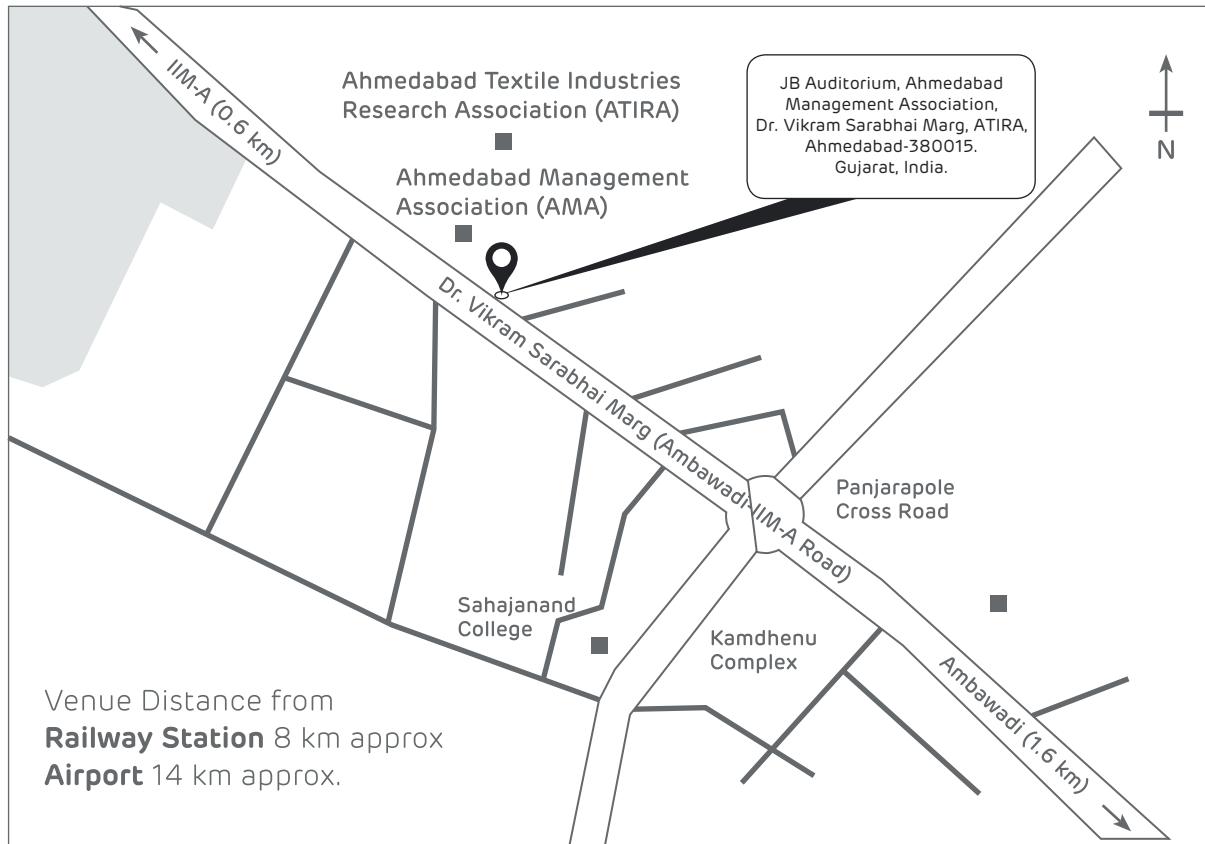 IIM-A (0.6 km)
Ahmedabad Textile Industries
Research Association (ATIRA)
Ahmedabad Management
Association (AMA)
JB Auditorium, Ahmedabad
Management Association,
Dr. Vikram Sarabhai Marg, ATIRA,
Ahmedabad-380015.
Gujarat, India.
N
Dr. Vikram Sarabhai Marg (Ambawadi-IIM-A Road)
Panjarapole
Cross Road
Sahajanand
College
Kamdhenu
Complex
Ambawadi (1.6 km)
Venue Distance from
Railway Station 8 km approx
Airport 14 km approx.